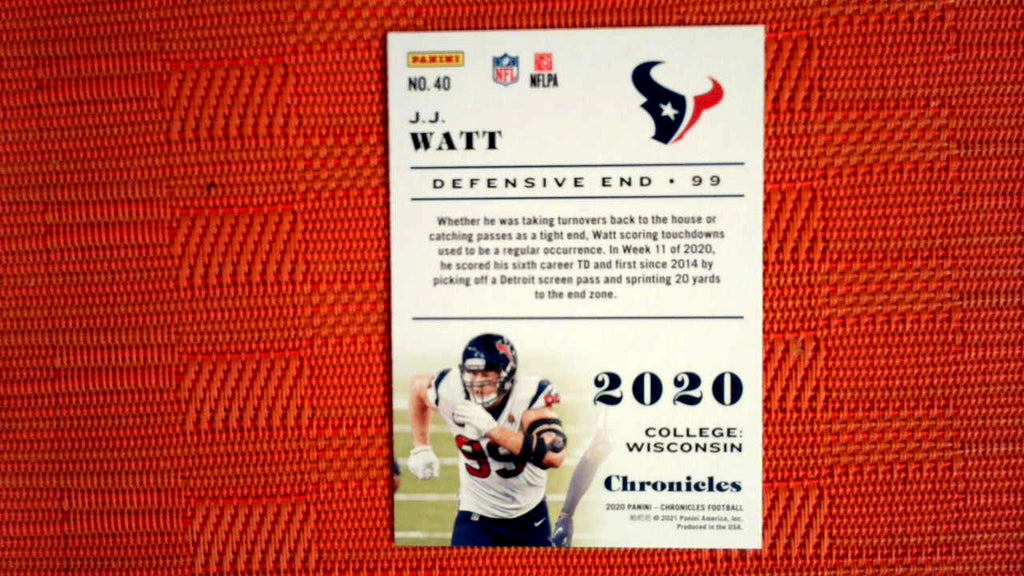 PANINI
NO. 40
NFL
NFLPA
J.J.
WATT
DEFENSIVE END • 99
Whether he was taking turnovers back to the house or
catching passes as a tight end, Watt scoring touchdowns
used to be a regular occurrence. In Week 11 of 2020,
he scored his sixth career TD and first since 2014 by
picking off a Detroit screen pass and sprinting 20 yards
to the end zone.
99
2020
COLLEGE:
WISCONSIN
Chronicles
2020 PANINI – CHRONICLES FOOTBALL
© 2021 Panini America, Inc.
Produced in the USA.